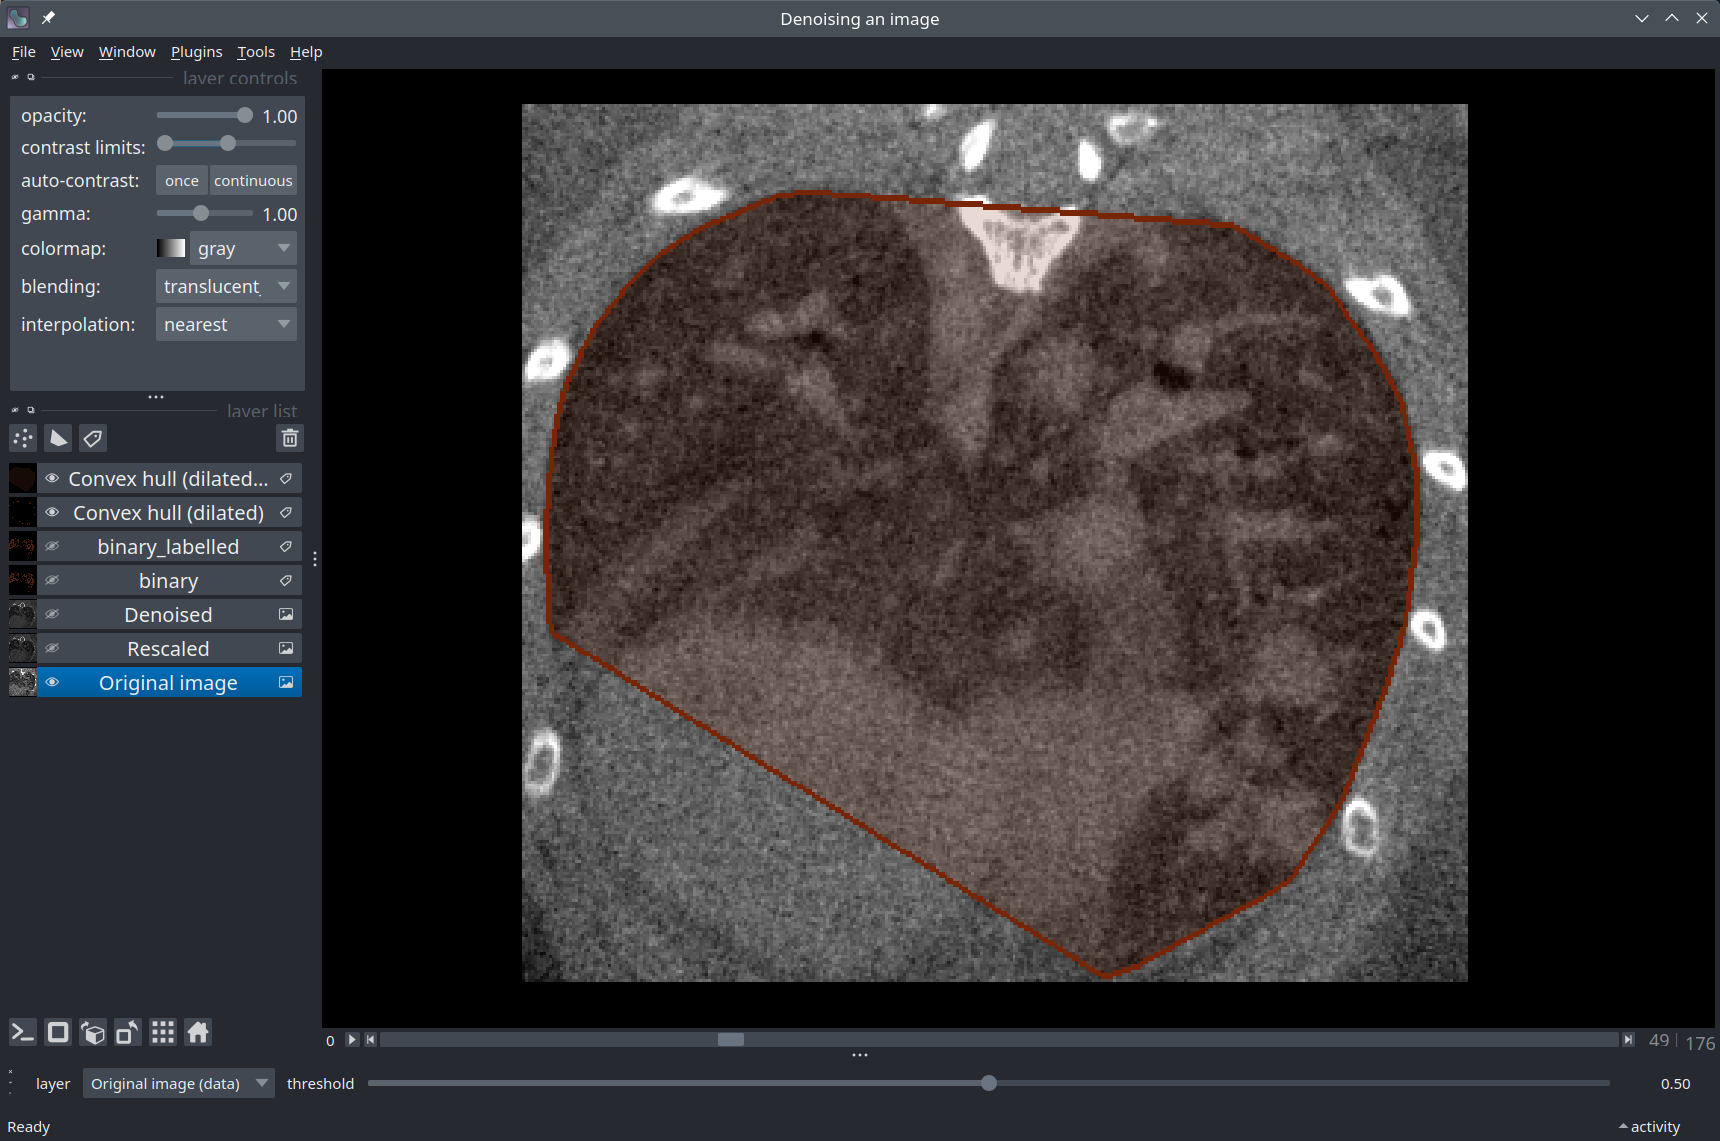 Denoising an image
File View Window Plugins Tools Help
layer controls
opacity: 1.00
contrast limits:
auto-contrast: once continuous
gamma: 1.00
colormap: gray
blending: translucent
interpolation: nearest
layer list
Convex hull (dilated...
Convex hull (dilated)
binary_labelled
binary
Denoised
Rescaled
Original image
0 49 176
layer Original image (data) threshold 0.50
Ready activity